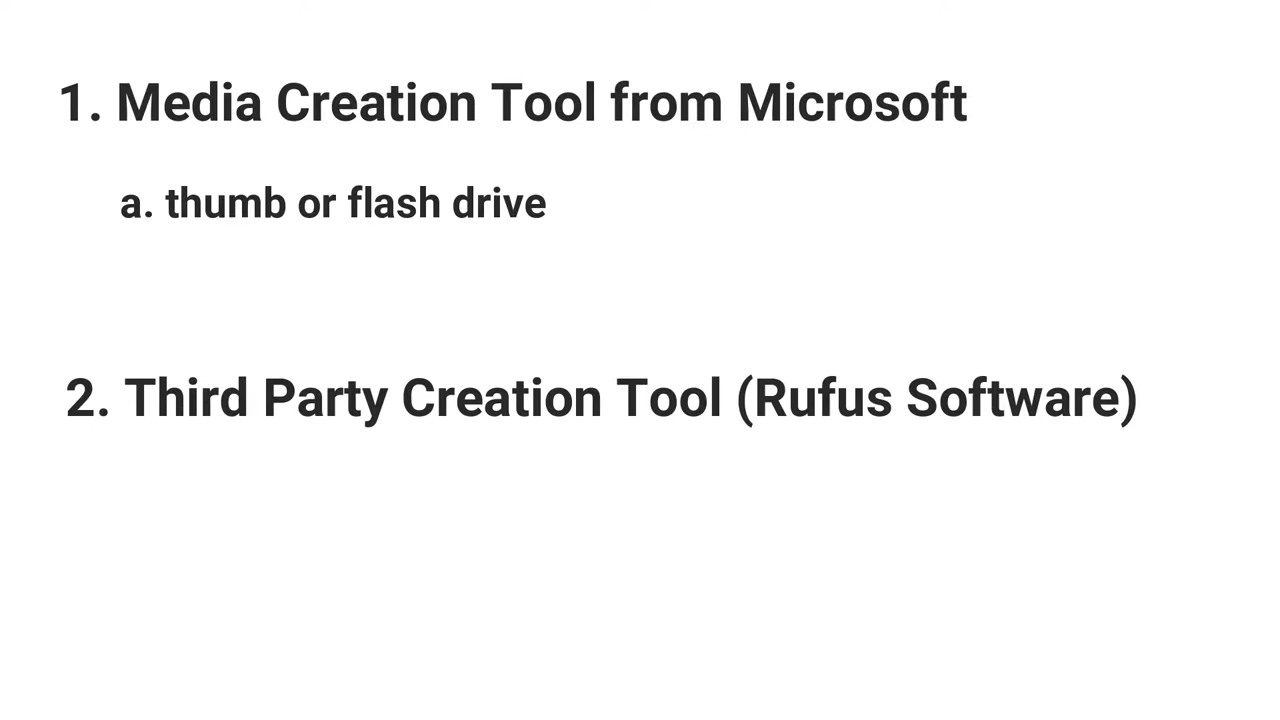 1. Media Creation Tool from Microsoft
a. thumb or flash drive
2. Third Party Creation Tool (Rufus Software)